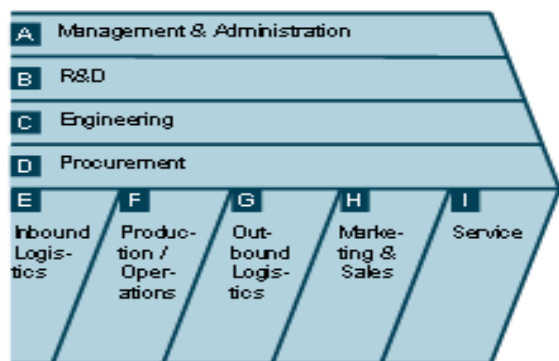 A Management & Administration
B R&D
C Engineering
D Procurement
E
Inbound
Logis-
tics
F
Produc-
tion /
Oper-
ations
G
Out-
bound
Logis-
tics
H
Marke-
ting &
Sales
I
Service